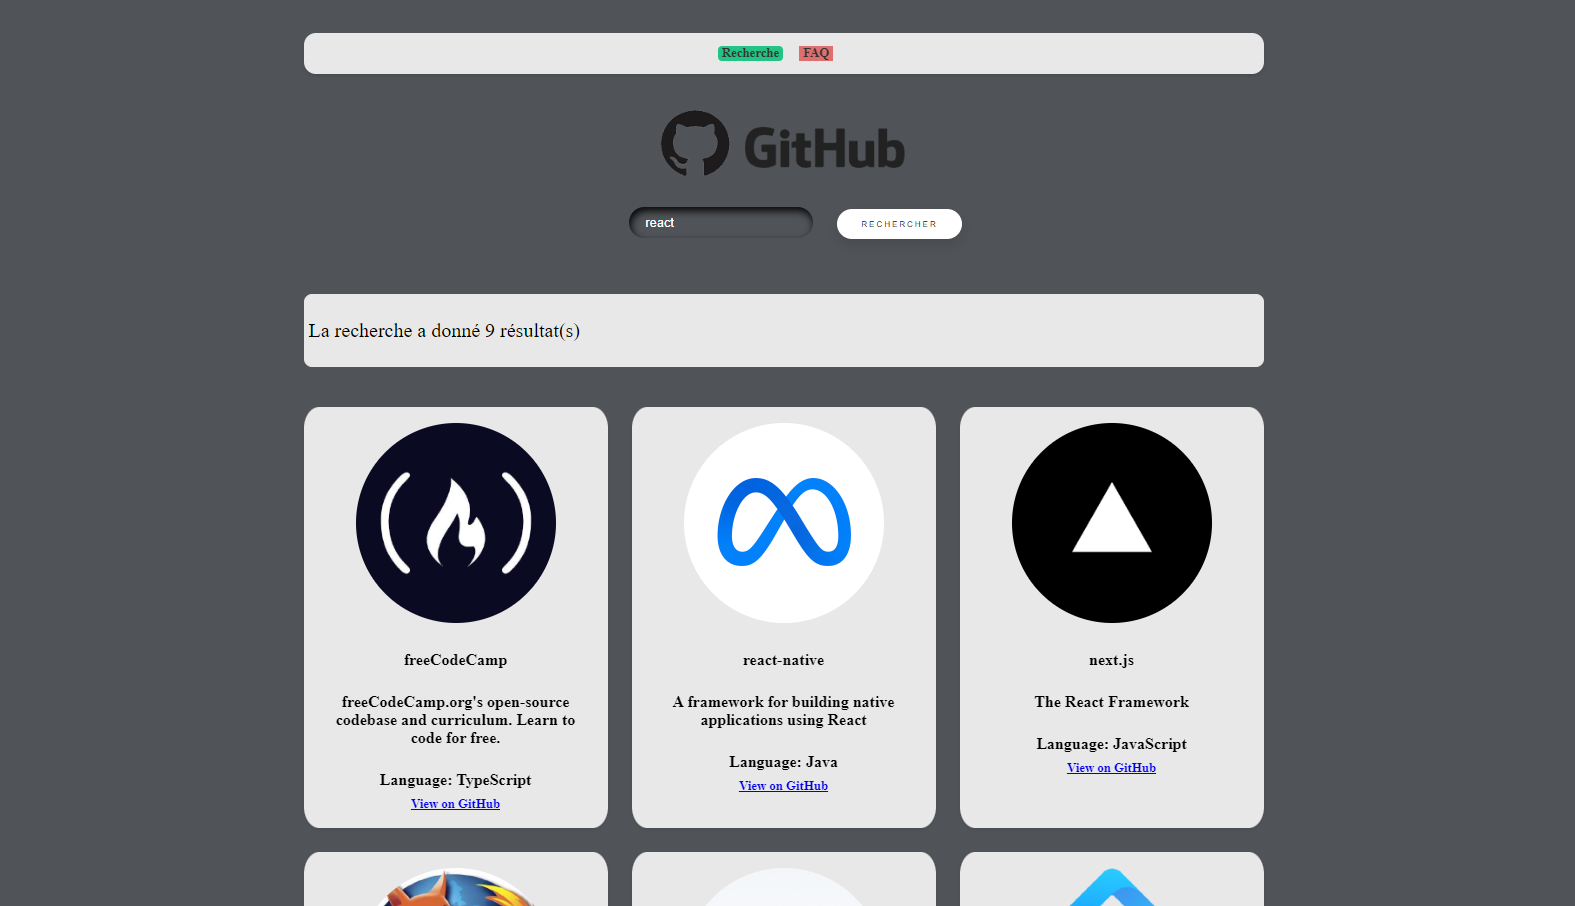 Recherche FAQ
GitHub
react
RECHERCHER
La recherche a donné 9 résultat(s)
freeCodeCamp
freeCodeCamp.org's open-source
codebase and curriculum. Learn to
code for free.
Language: TypeScript
View on GitHub
react-native
A framework for building native
applications using React
Language: Java
View on GitHub
next.js
The React Framework
Language: JavaScript
View on GitHub